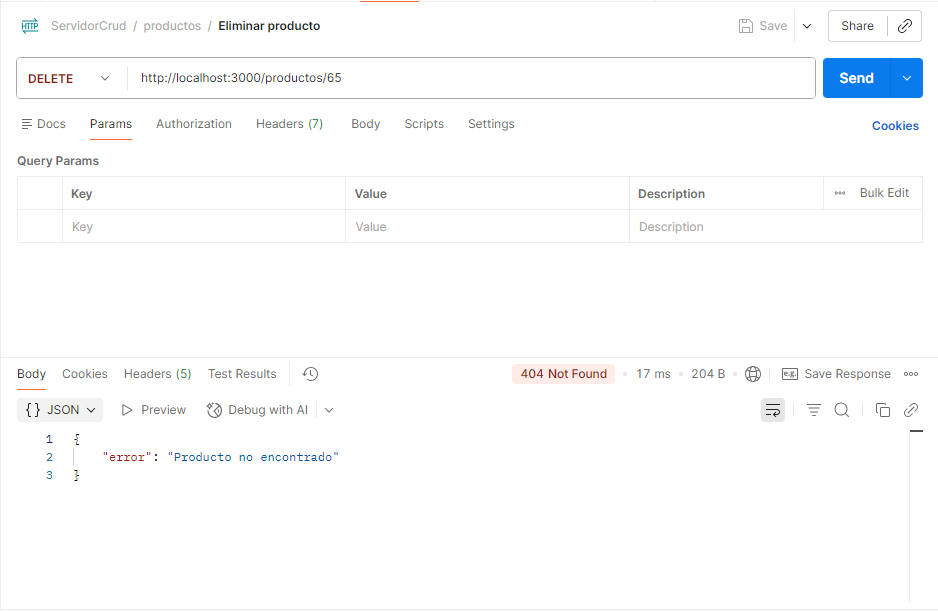 HTTP ServidorCrud / productos / Eliminar producto Save Share
DELETE http://localhost:3000/productos/65 Send
Docs Params Authorization Headers (7) Body Scripts Settings Cookies
Query Params
Key Value Description Bulk Edit
Key Value Description
Body Cookies Headers (5) Test Results 404 Not Found 17 ms 204 B e.g. Save Response
{} JSON Preview Debug with AI
1 {
2 "error": "Producto no encontrado"
3 }